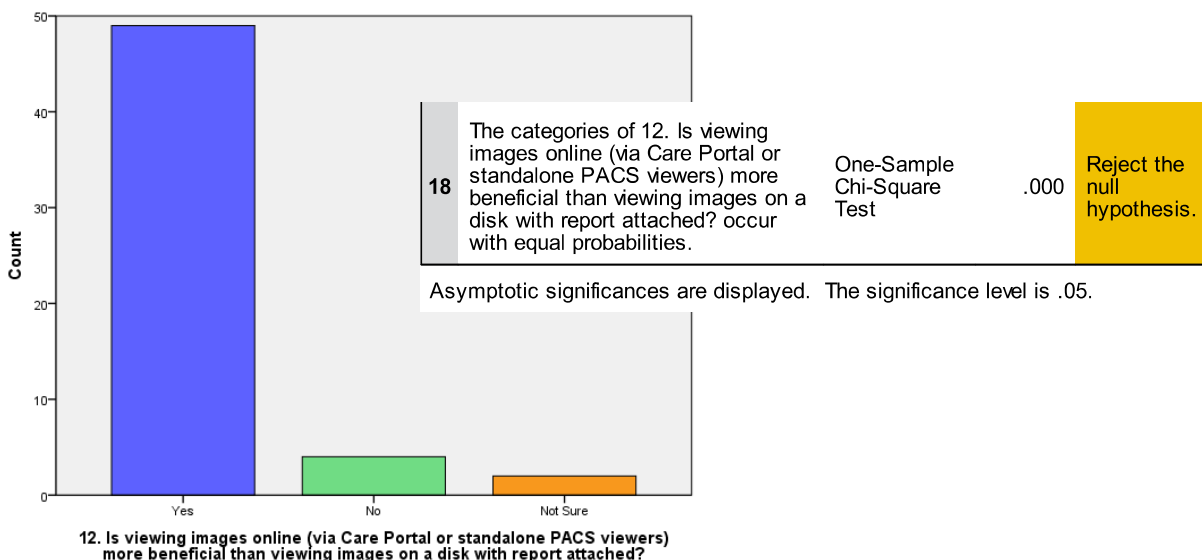 50
40
30
20
10
0
Count
Yes
No
Not Sure
12. Is viewing images online (via Care Portal or standalone PACS viewers)
more beneficial than viewing images on a disk with report attached?
18
The categories of 12. Is viewing
images online (via Care Portal or
standalone PACS viewers) more
beneficial than viewing images on a
disk with report attached? occur
with equal probabilities.
One-Sample
Chi-Square
Test
.000
Reject the
null
hypothesis.
Asymptotic significances are displayed. The significance level is .05.